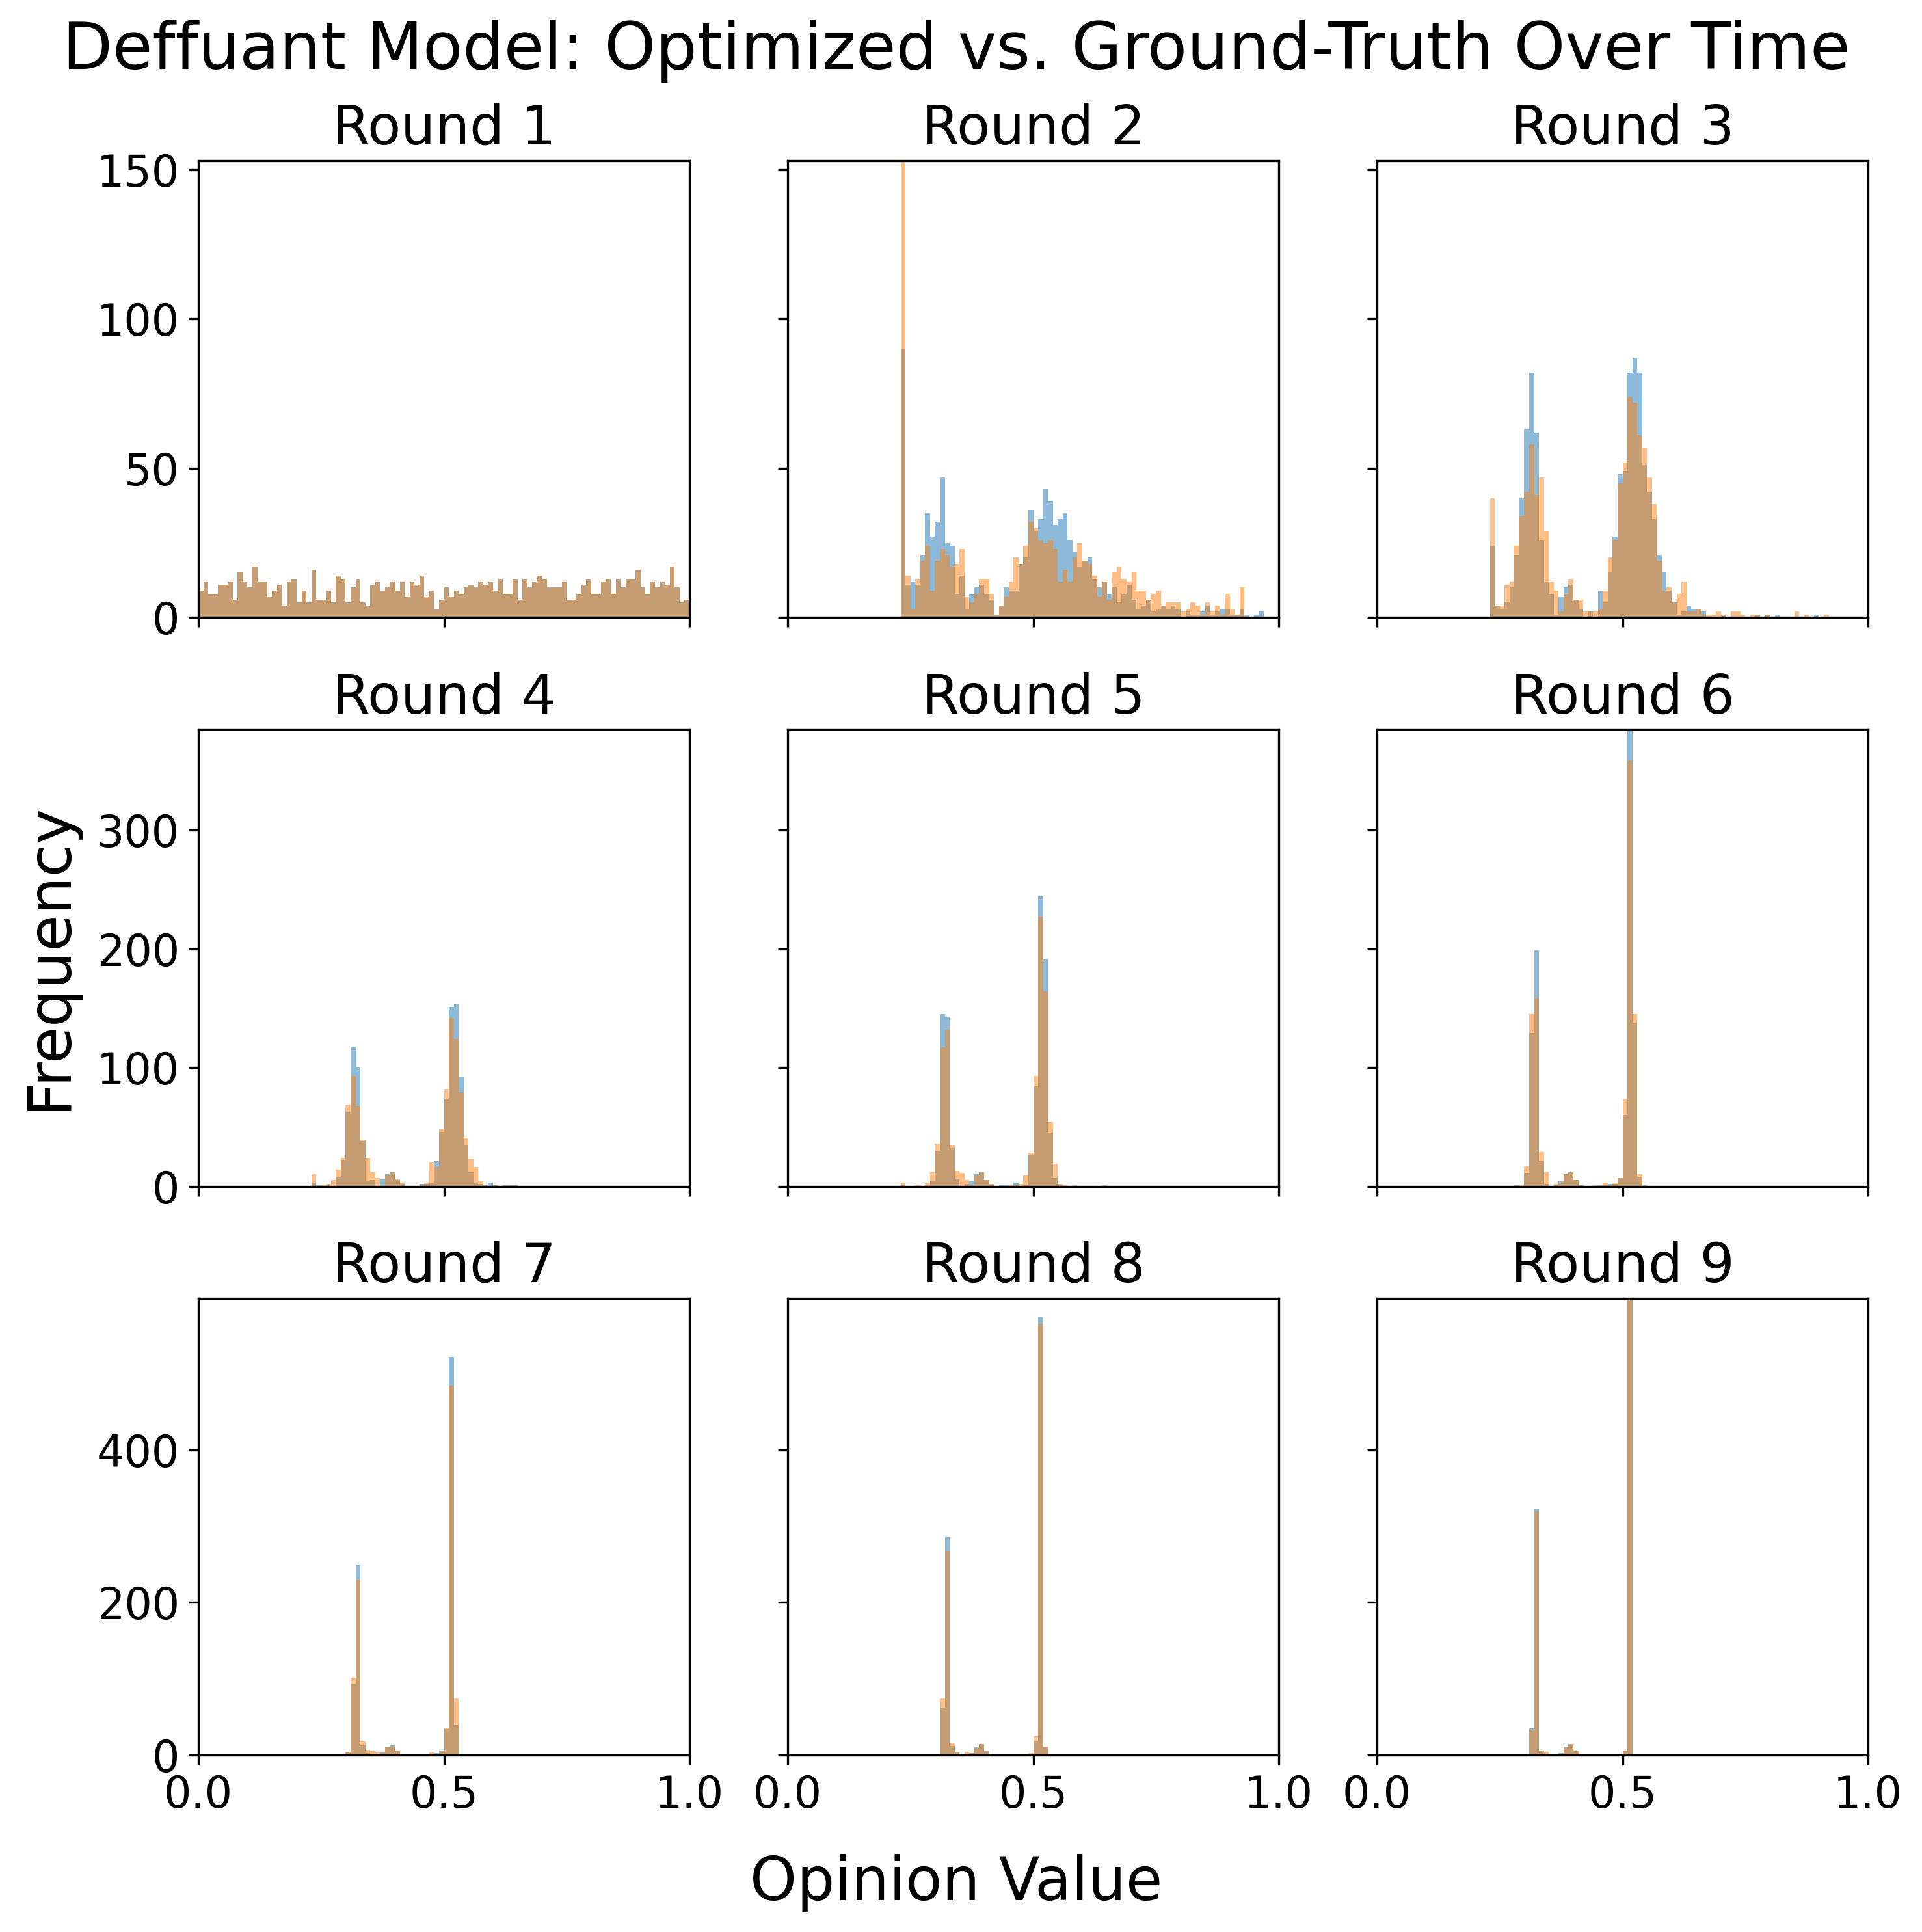 Deffuant Model: Optimized vs. Ground-Truth Over Time
Round 1
Round 2
Round 3
150
100
50
0
Round 4
Round 5
Round 6
Frequency
300
200
100
0
Round 7
Round 8
Round 9
400
200
0
0.0 0.5 1.0
0.0 0.5 1.0
0.0 0.5 1.0
Opinion Value